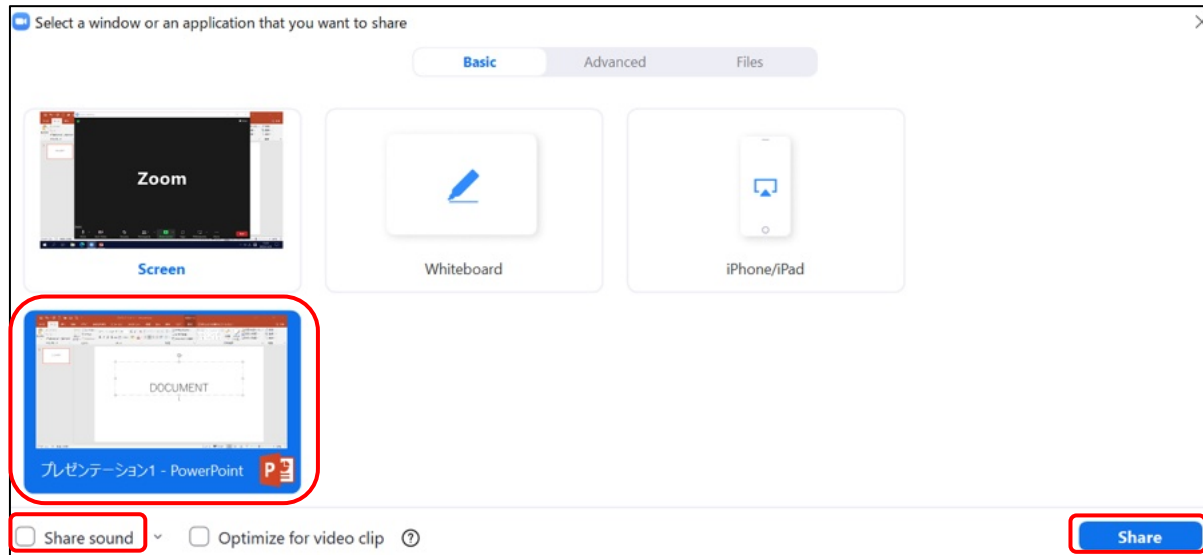 Select a window or an application that you want to share
Basic Advanced Files
Zoom
Screen
Whiteboard
iPhone/iPad
DOCUMENT
プレゼンテーション1 - PowerPoint
P
Share sound
Optimize for video clip
?
Share